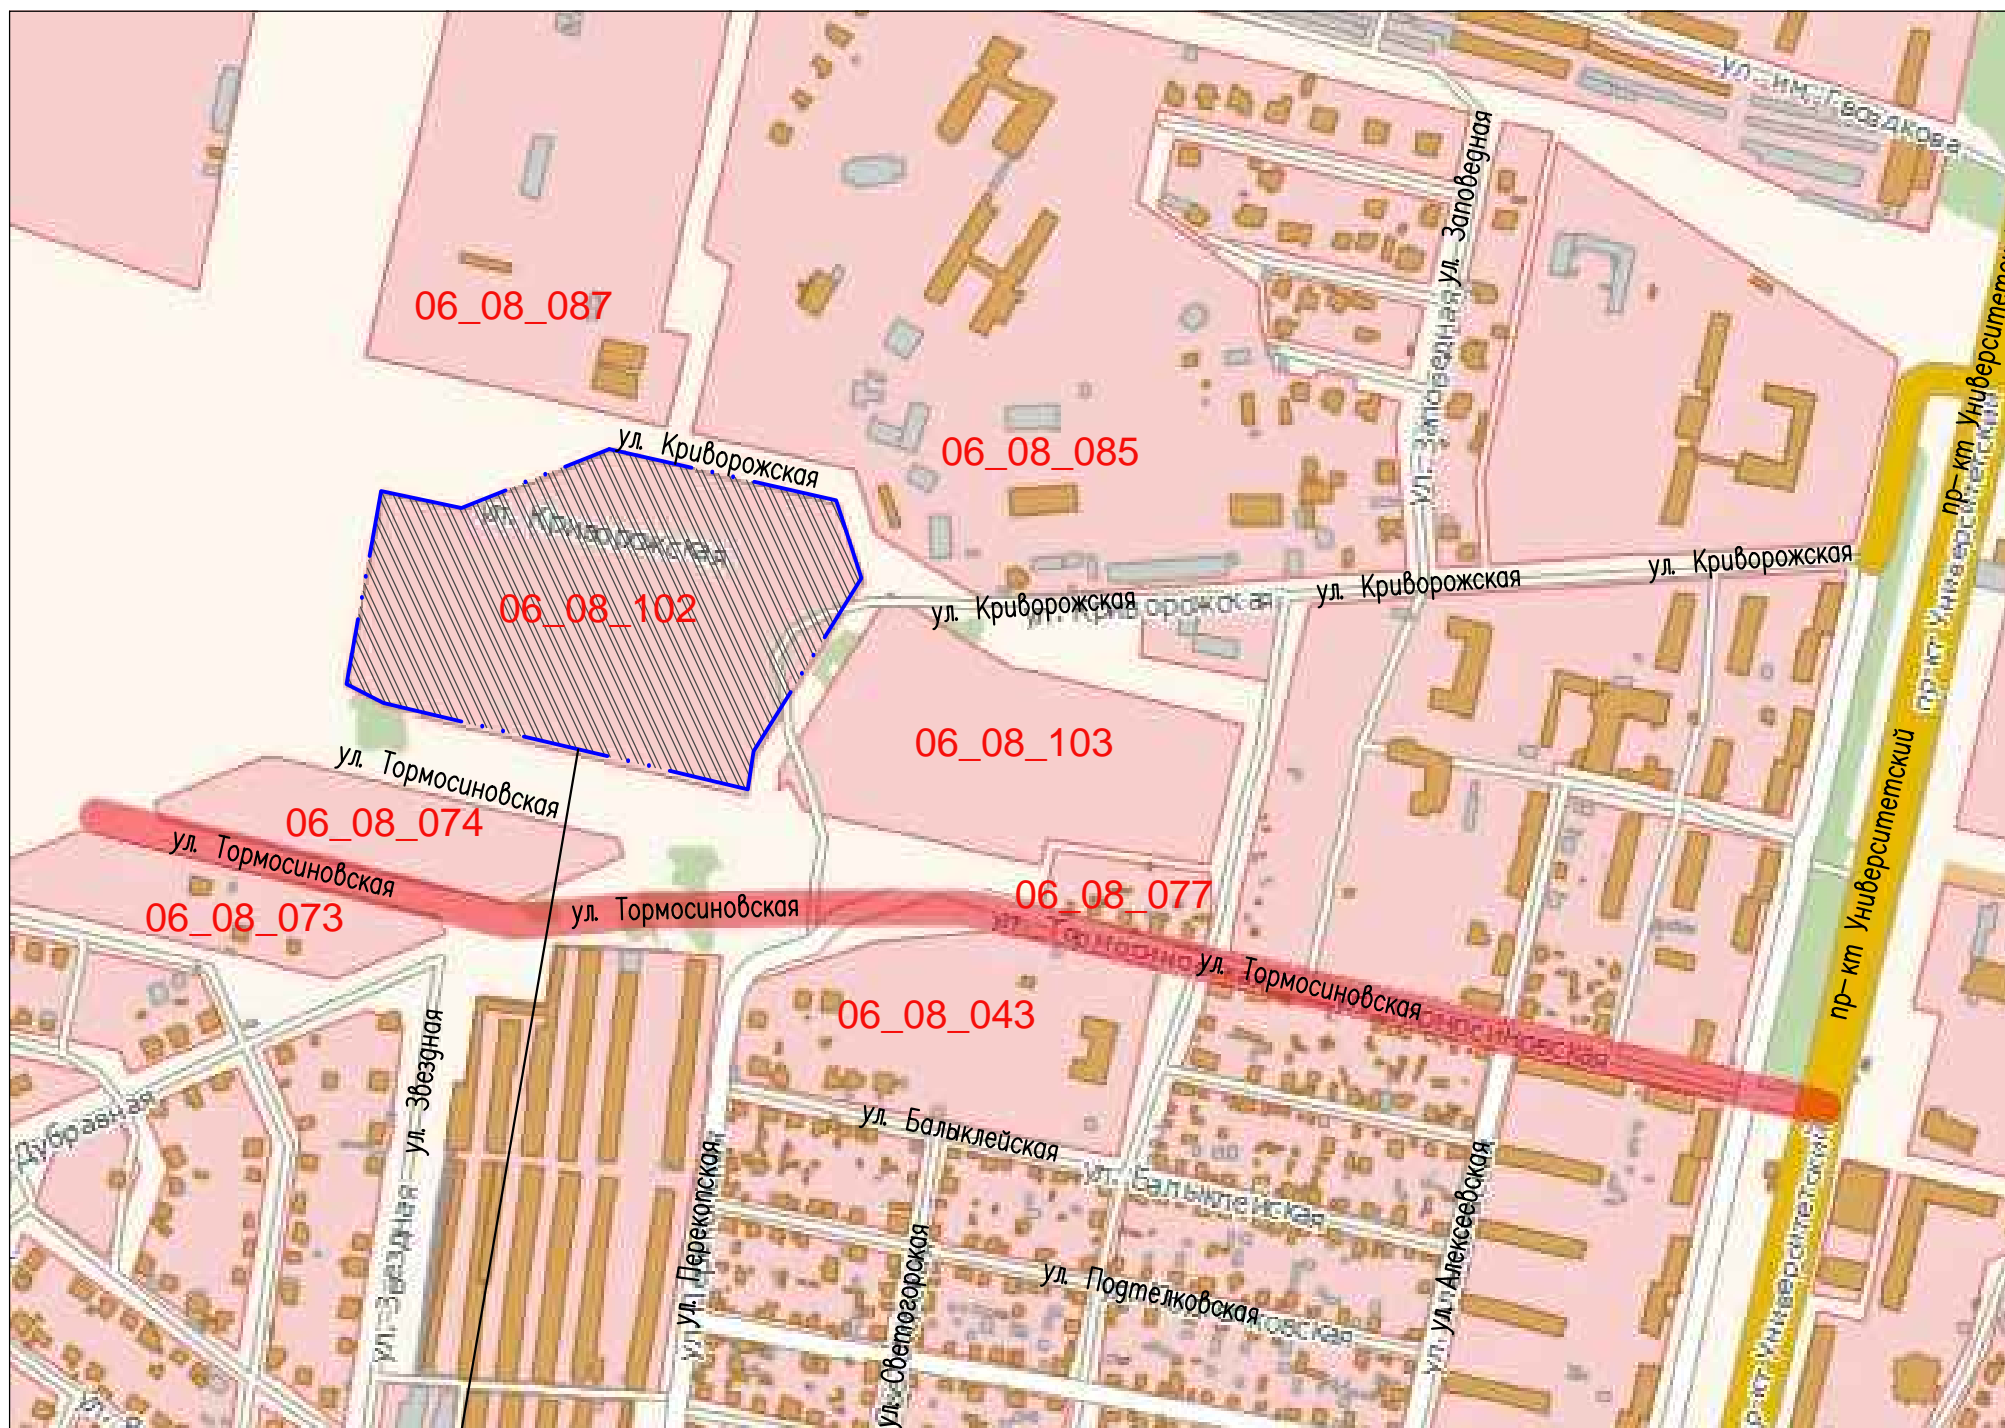 ул. им. Гвоздкова
ул. Заповедная
пр-кт Университетский
06_08_087
ул. Заповедная
ул. Криворожская
06_08_085
пр-кт Университетский
ул. Криворожская
ул. Криворожская
ул. Криворожская
ул. Криворожская
ул. Криворожская
06_08_102
06_08_103
ул. Тормосиновская
06_08_074
пр-кт Университетский
ул. Тормосиновская
06_08_077
ул. Тормосиновская
06_08_073
ул. Тормосиновская
06_08_043
ул. Звездная
Дубравная
ул. Балыклейская
ул. Балыклейская
ул. Перекопская
ул. Алексеевская
ул. Звездная
ул. Светогорская
ул. Подтелковская